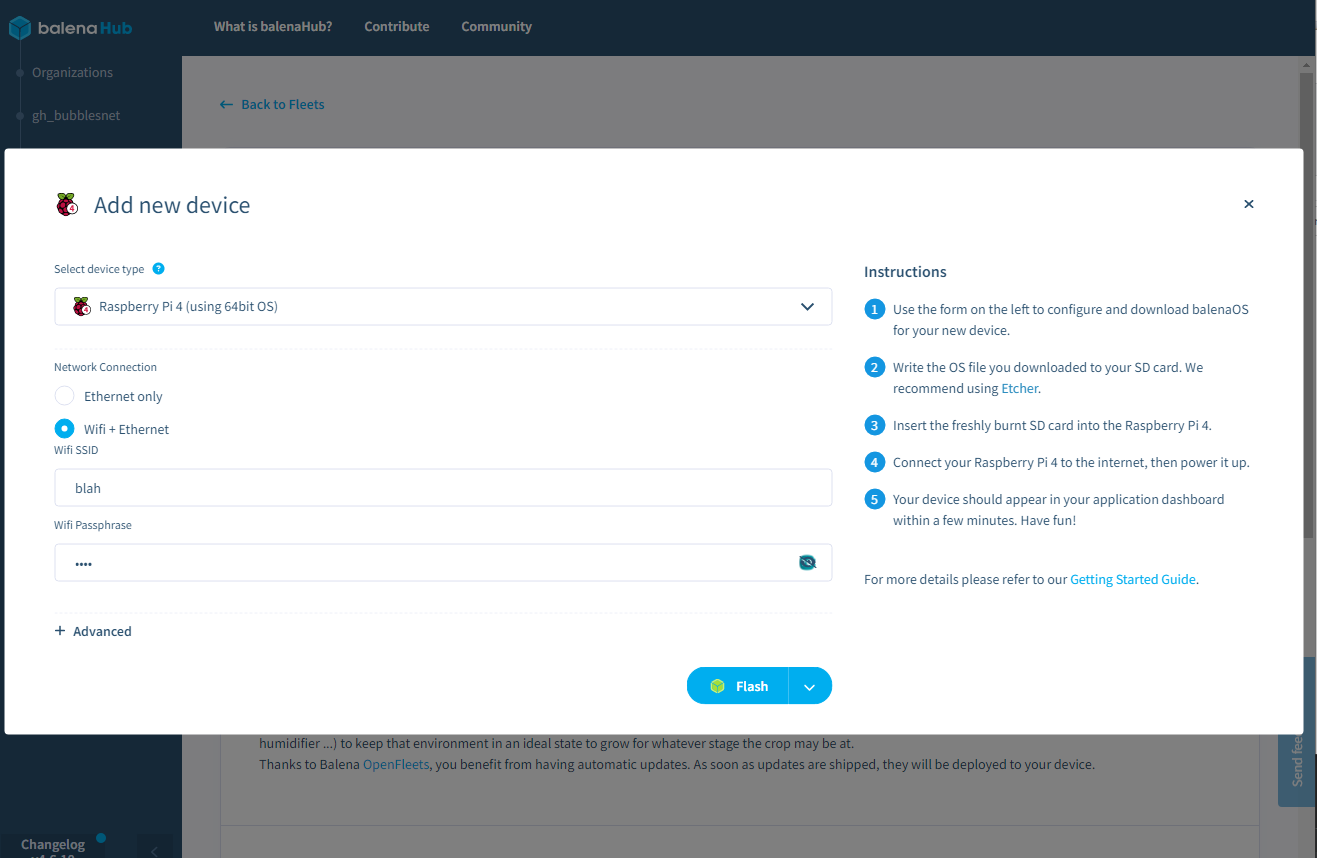 balenaHub
What is balenaHub?
Contribute
Community
Organizations
gh_bubblesnet
← Back to Fleets
Add new device
Select device type ?
Raspberry Pi 4 (using 64bit OS)
Network Connection
Ethernet only
Wifi + Ethernet
Wifi SSID
blah
Wifi Passphrase
••••
+ Advanced
Flash
Instructions
1 Use the form on the left to configure and download balenaOS
for your new device.
2 Write the OS file you downloaded to your SD card. We
recommend using Etcher.
3 Insert the freshly burnt SD card into the Raspberry Pi 4.
4 Connect your Raspberry Pi 4 to the internet, then power it up.
5 Your device should appear in your application dashboard
within a few minutes. Have fun!
For more details please refer to our Getting Started Guide.
humidifier ...) to keep that environment in an ideal state to grow for whatever stage the crop may be at.
Thanks to Balena OpenFleets, you benefit from having automatic updates. As soon as updates are shipped, they will be deployed to your device.
Send fee
Changelog